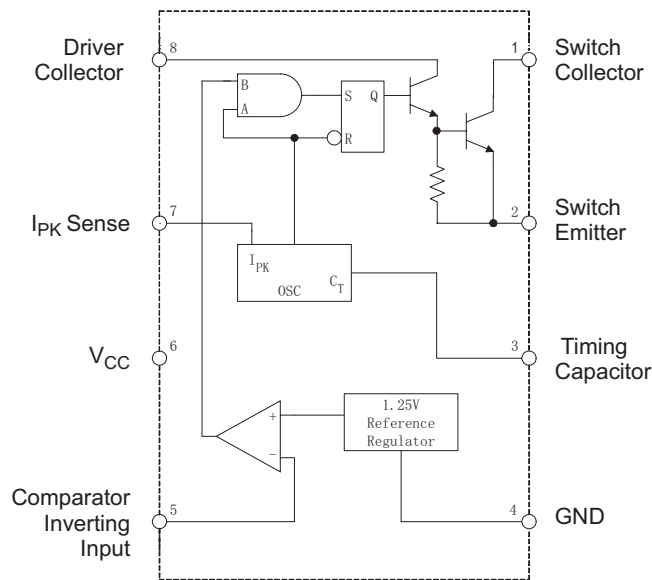 Driver
Collector
8
1
Switch
Collector
B
A
S
Q
R
IPK Sense
7
2
Switch
Emitter
IPK
CT
OSC
VCC
6
3
Timing
Capacitor
1.25V
Reference
Regulator
+
−
Comparator
Inverting
Input
5
4
GND